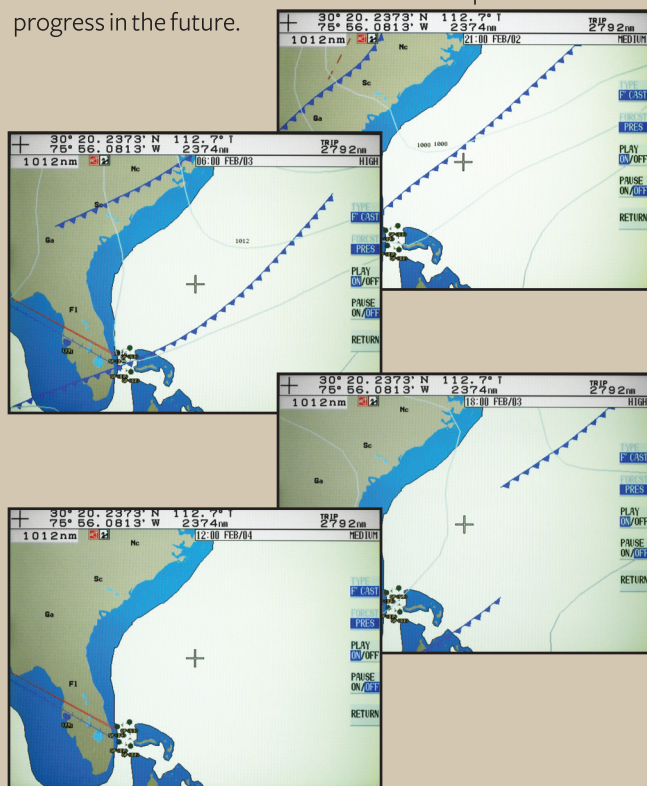 progress in the future.
30° 20. 2373' N 112.7° T TRIP
75° 56. 0813' W 2374nm 2792nm
1012nm 21:00 FEB/02 MEDIUM
Nc
Sc
Ga
1000 1000
TYPE
F'CAST
FORCST
PRES
PLAY
ON/OFF
PAUSE
ON/OFF
RETURN
30° 20. 2373' N 112.7° T TRIP
75° 56. 0813' W 2374nm 2792nm
1012nm 06:00 FEB/03 HIGH
Nc
Sc
Ga
1012
Fl
TYPE
F'CAST
FORCST
PRES
PLAY
ON/OFF
PAUSE
ON/OFF
RETURN
30° 20. 2373' N 112.7° T TRIP
75° 56. 0813' W 2374nm 2792nm
1012nm 18:00 FEB/03 HIGH
Nc
Sc
Ga
TYPE
F'CAST
FORCST
PRES
PLAY
ON/OFF
PAUSE
ON/OFF
RETURN
30° 20. 2373' N 112.7° T TRIP
75° 56. 0813' W 2374nm 2792nm
1012nm 12:00 FEB/04 MEDIUM
Nc
Sc
Ga
Fl
TYPE
F'CAST
FORCST
PRES
PLAY
ON/OFF
PAUSE
ON/OFF
RETURN